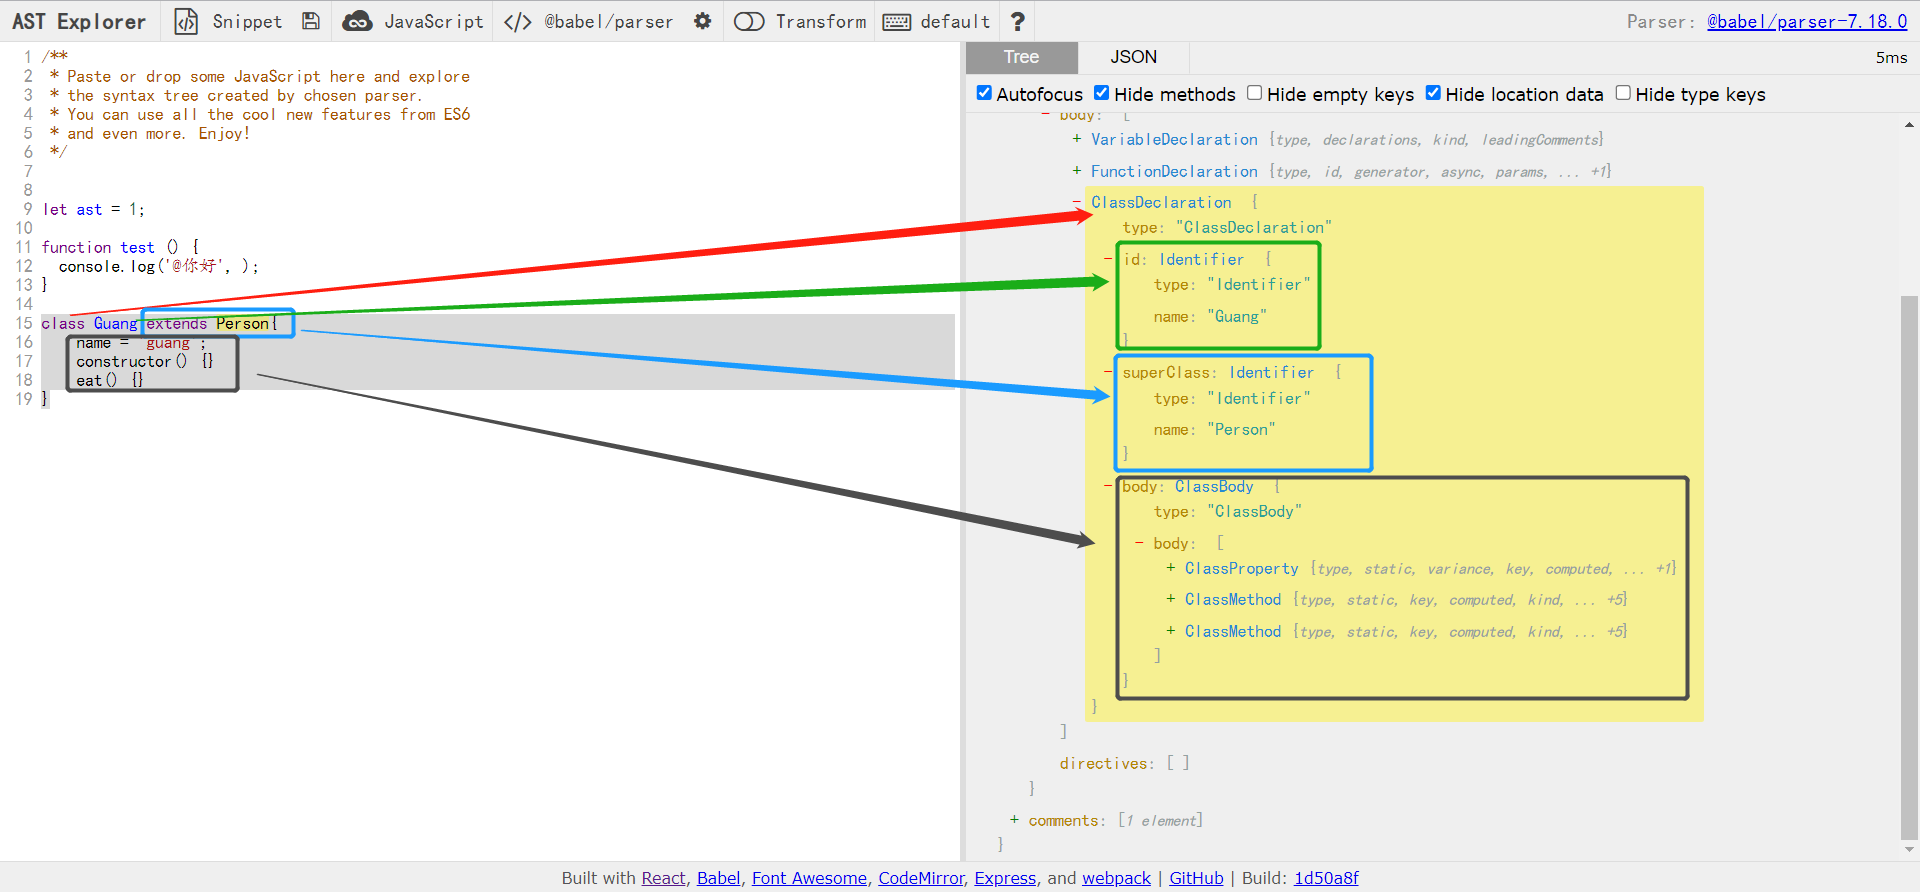 AST Explorer Snippet JavaScript </> @babel/parser Transform default ? Parser: @babel/parser-7.18.0
1 /**
2  * Paste or drop some JavaScript here and explore
3  * the syntax tree created by chosen parser.
4  * You can use all the cool new features from ES6
5  * and even more. Enjoy!
6  */
7
8
9 let ast = 1;
10
11 function test () {
12   console.log('@你好', );
13 }
14
15 class Guang extends Person{
16     name = 'guang';
17     constructor() {}
18     eat() {}
19 }
Tree JSON 5ms
Autofocus Hide methods Hide empty keys Hide location data Hide type keys
- body: [
+ VariableDeclaration {type, declarations, kind, leadingComments}
+ FunctionDeclaration {type, id, generator, async, params, ... +1}
- ClassDeclaration {
type: "ClassDeclaration"
- id: Identifier {
type: "Identifier"
name: "Guang"
}
- superClass: Identifier {
type: "Identifier"
name: "Person"
}
- body: ClassBody {
type: "ClassBody"
- body: [
+ ClassProperty {type, static, variance, key, computed, ... +1}
+ ClassMethod {type, static, key, computed, kind, ... +5}
+ ClassMethod {type, static, key, computed, kind, ... +5}
]
}
}
]
directives: [ ]
}
+ comments: [1 element]
}
Built with React, Babel, Font Awesome, CodeMirror, Express, and webpack | GitHub | Build: 1d50a8f